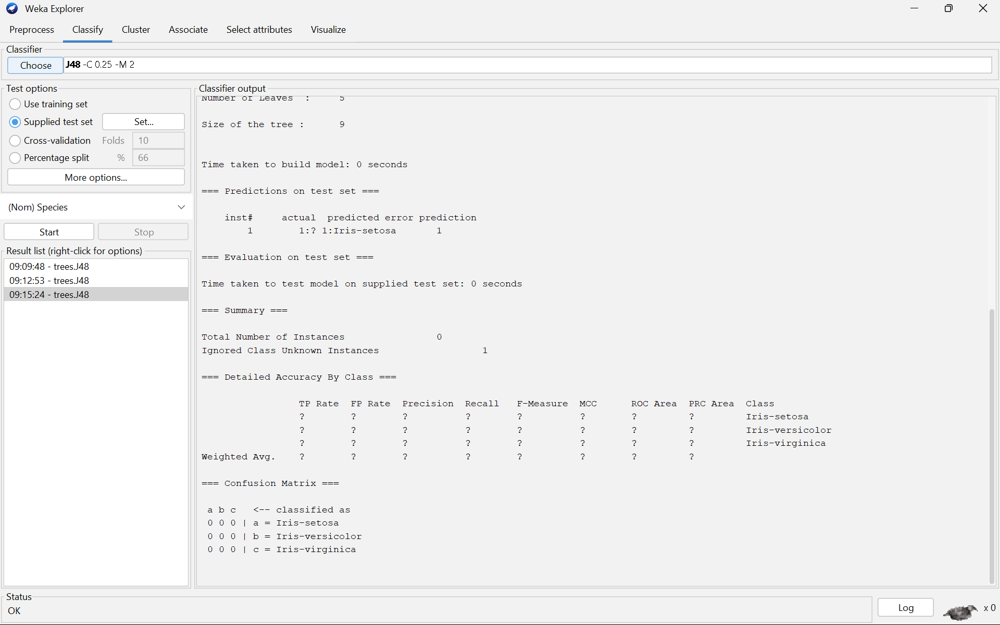 Weka Explorer
Preprocess Classify Cluster Associate Select attributes Visualize
Classifier
Choose J48 -C 0.25 -M 2
Test options
Use training set
Supplied test set Set...
Cross-validation Folds 10
Percentage split % 66
More options...
(Nom) Species
Start Stop
Result list (right-click for options)
09:09:48 - trees.J48
09:12:53 - trees.J48
09:15:24 - trees.J48
Classifier output
Number of Leaves : 5
Size of the tree : 9
Time taken to build model: 0 seconds
=== Predictions on test set ===
inst# actual predicted error prediction
1 1:? 1:Iris-setosa 1
=== Evaluation on test set ===
Time taken to test model on supplied test set: 0 seconds
=== Summary ===
Total Number of Instances 0
Ignored Class Unknown Instances 1
=== Detailed Accuracy By Class ===
TP Rate FP Rate Precision Recall F-Measure MCC ROC Area PRC Area Class
? ? ? ? ? ? ? ? Iris-setosa
? ? ? ? ? ? ? ? Iris-versicolor
? ? ? ? ? ? ? ? Iris-virginica
Weighted Avg. ? ? ? ? ? ? ? ?
=== Confusion Matrix ===
a b c <-- classified as
0 0 0 | a = Iris-setosa
0 0 0 | b = Iris-versicolor
0 0 0 | c = Iris-virginica
Status
OK
Log x 0